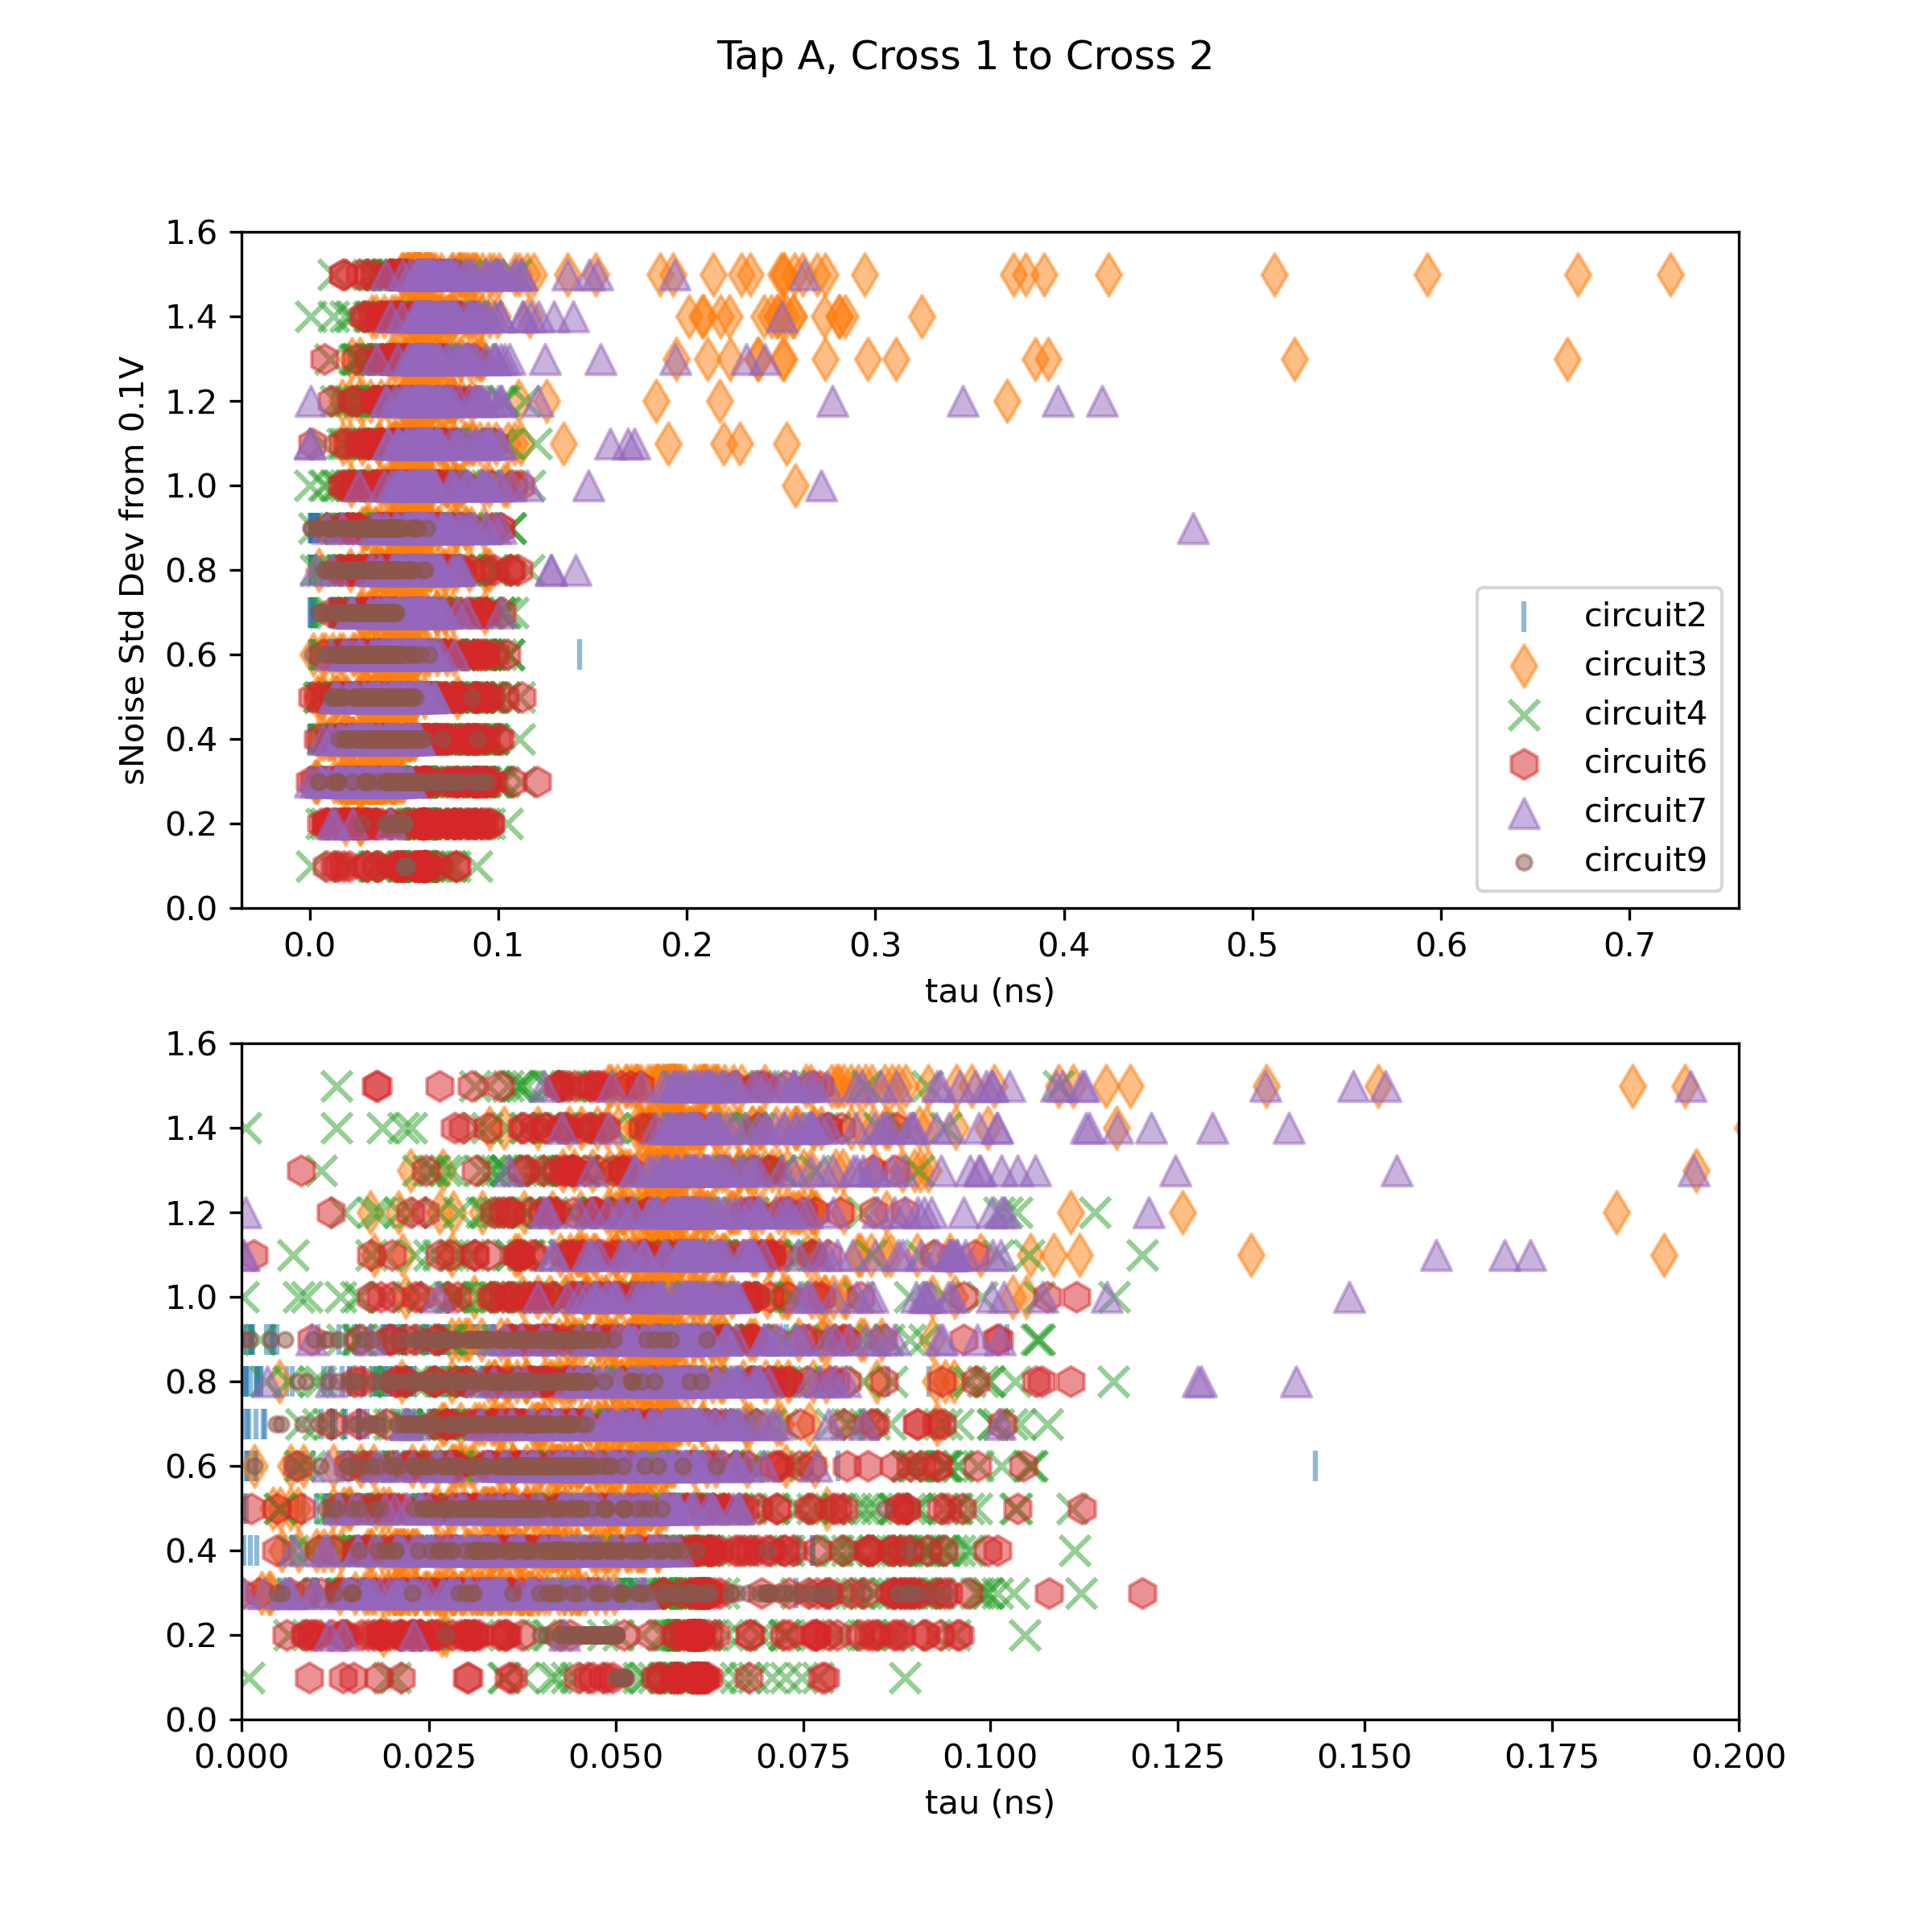 Tap A, Cross 1 to Cross 2
1.6
1.4
1.2
1.0
0.8
0.6
0.4
0.2
0.0
sNoise Std Dev from 0.1V
circuit2
circuit3
circuit4
circuit6
circuit7
circuit9
0.0 0.1 0.2 0.3 0.4 0.5 0.6 0.7
tau (ns)
1.6
1.4
1.2
1.0
0.8
0.6
0.4
0.2
0.0
0.000 0.025 0.050 0.075 0.100 0.125 0.150 0.175 0.200
tau (ns)